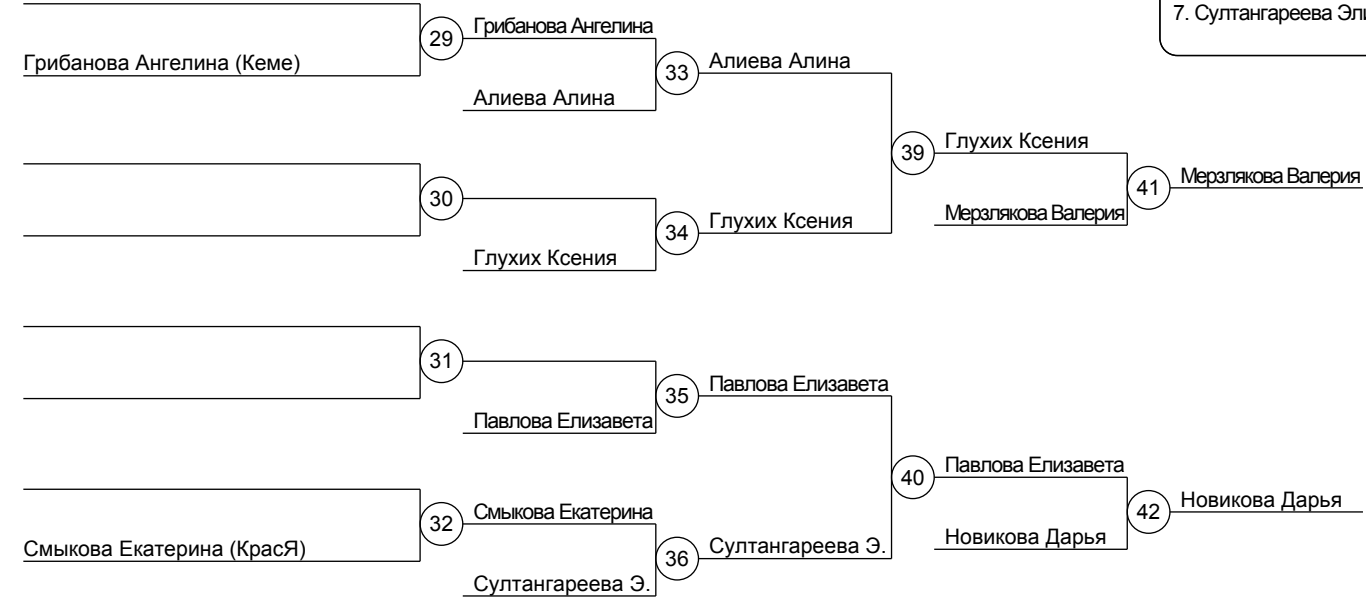 7. Султангареева Эли
29
Грибанова Ангелина
Грибанова Ангелина (Кеме)
33
Алиева Алина
Алиева Алина
39
Глухих Ксения
30
34
Глухих Ксения
Глухих Ксения
41
Мерзлякова Валерия
Мерзлякова Валерия
31
35
Павлова Елизавета
Павлова Елизавета
40
Павлова Елизавета
32
Смыкова Екатерина
Смыкова Екатерина (КрасЯ)
36
Султангареева Э.
Султангареева Э.
42
Новикова Дарья
Новикова Дарья